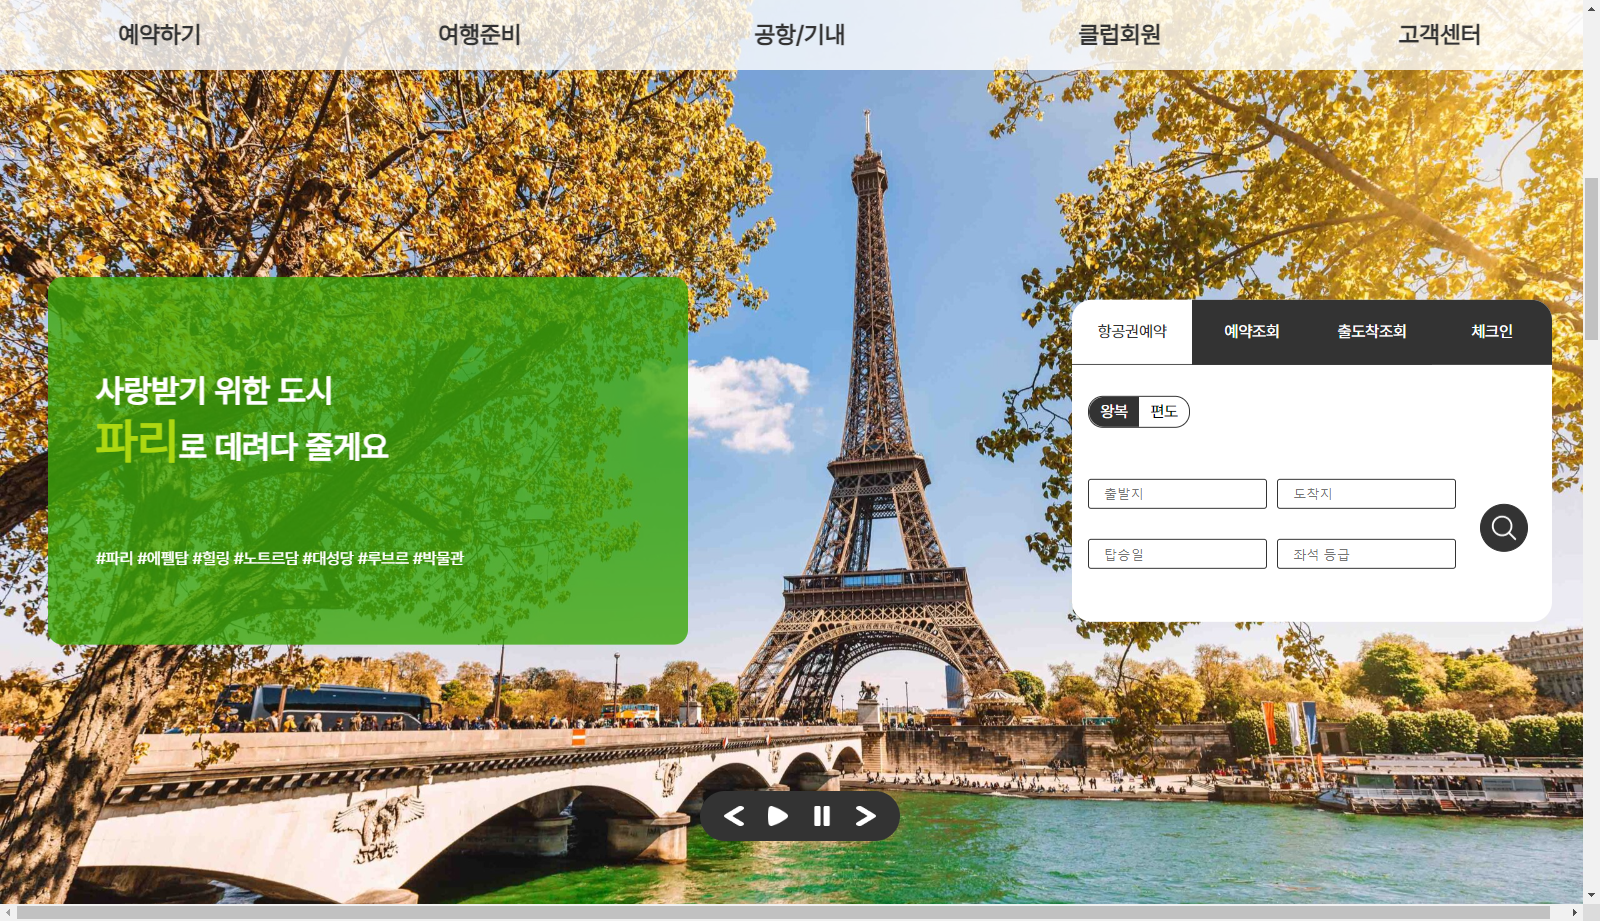 예약하기 여행준비 공항/기내 클럽회원 고객센터
사랑받기 위한 도시
파리로 데려다 줄게요
#파리 #에펠탑 #힐링 #노트르담 #대성당 #루브르 #박물관
항공권예약 예약조회 출도착조회 체크인
왕복 편도
출발지 도착지
탑승일 좌석 등급